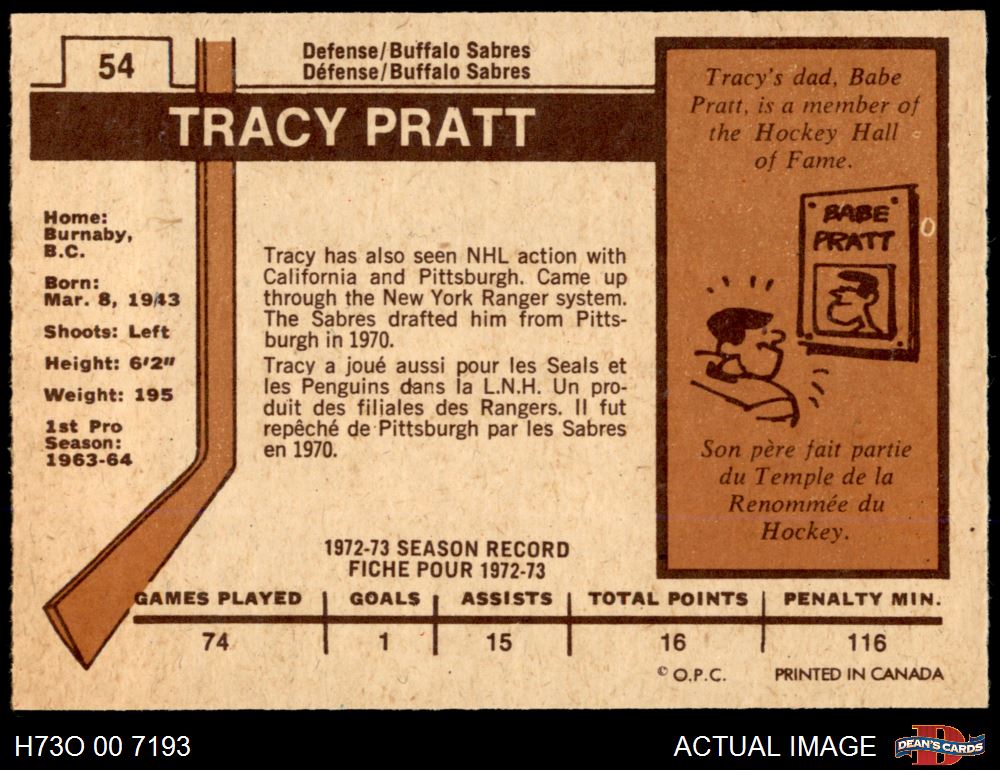 54
Defense/Buffalo Sabres
Défense/Buffalo Sabres
TRACY PRATT
Home:
Burnaby,
B.C.
Born:
Mar. 8, 1943
Shoots: Left
Height: 6'2"
Weight: 195
1st Pro
Season:
1963-64
Tracy has also seen NHL action with
California and Pittsburgh. Came up
through the New York Ranger system.
The Sabres drafted him from Pitts-
burgh in 1970.
Tracy a joué aussi pour les Seals et
les Penguins dans la L.N.H. Un pro-
duit des filiales des Rangers. Il fut
repêché de Pittsburgh par les Sabres
en 1970.
Tracy's dad, Babe
Pratt, is a member of
the Hockey Hall
of Fame.
BABE
PRATT
Son père fait partie
du Temple de la
Renommée du
Hockey.
1972-73 SEASON RECORD
FICHE POUR 1972-73
GAMES PLAYED GOALS ASSISTS TOTAL POINTS PENALTY MIN.
74 1 15 16 116
© O.P.C. PRINTED IN CANADA
H73O 00 7193 ACTUAL IMAGE DEAN'S CARDS